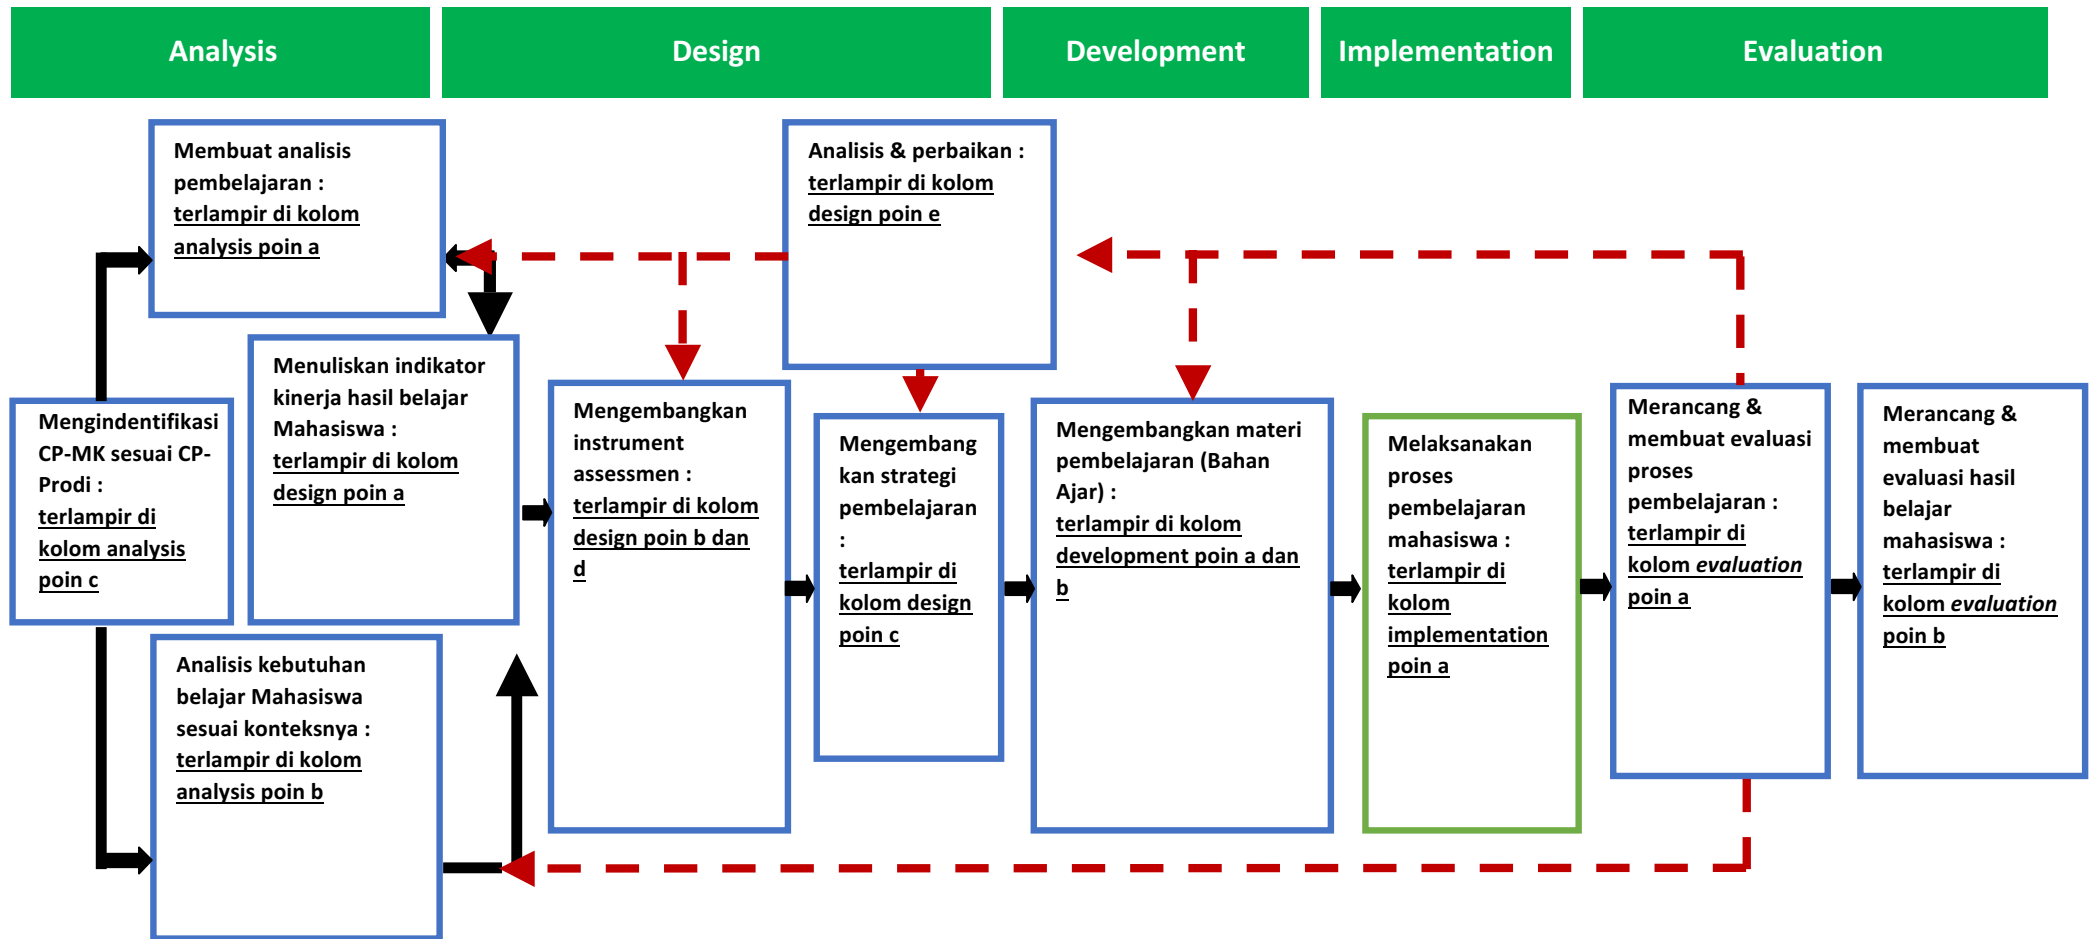 Analysis
Design
Development
Implementation
Evaluation
Membuat analisis
pembelajaran :
terlampir di kolom
analysis poin a
Analisis & perbaikan :
terlampir di kolom
design poin e
Mengindentifikasi
CP-MK sesuai CP-
Prodi :
terlampir di
kolom analysis
poin c
Menuliskan indikator
kinerja hasil belajar
Mahasiswa :
terlampir di kolom
design poin a
Analisis kebutuhan
belajar Mahasiswa
sesuai konteksnya :
terlampir di kolom
analysis poin b
Mengembangkan
instrument
assessmen :
terlampir di kolom
design poin b dan
d
Mengembang
kan strategi
pembelajaran
:
terlampir di
kolom design
poin c
Mengembangkan materi
pembelajaran (Bahan
Ajar) :
terlampir di kolom
development poin a dan
b
Melaksanakan
proses
pembelajaran
mahasiswa :
terlampir di
kolom
implementation
poin a
Merancang &
membuat evaluasi
proses
pembelajaran :
terlampir di
kolom evaluation
poin a
Merancang &
membuat
evaluasi hasil
belajar
mahasiswa :
terlampir di
kolom evaluation
poin b